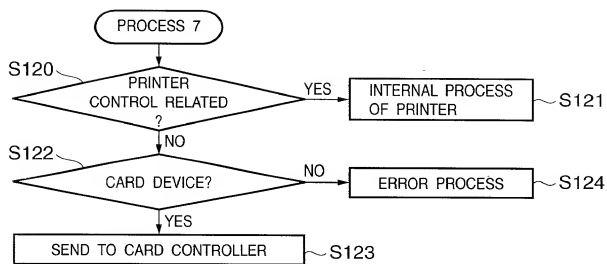 PROCESS 7
S120
PRINTER
CONTROL RELATED
?
YES
INTERNAL PROCESS
OF PRINTER
S121
NO
S122
CARD DEVICE?
NO
ERROR PROCESS
S124
YES
SEND TO CARD CONTROLLER
S123